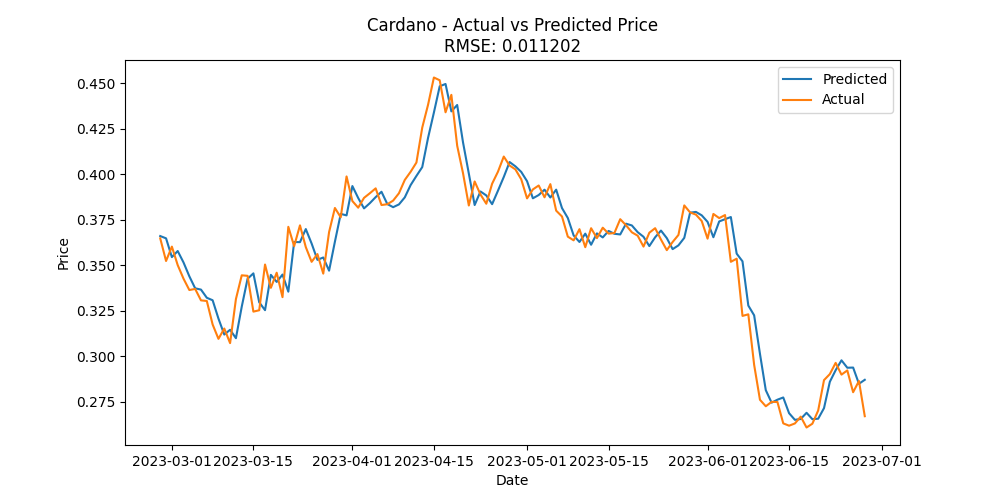 Cardano - Actual vs Predicted Price
RMSE: 0.011202
Predicted
Actual
0.450
0.425
0.400
0.375
0.350
0.325
0.300
0.275
Price
2023-03-01 2023-03-15 2023-04-01 2023-04-15 2023-05-01 2023-05-15 2023-06-01 2023-06-15 2023-07-01
Date